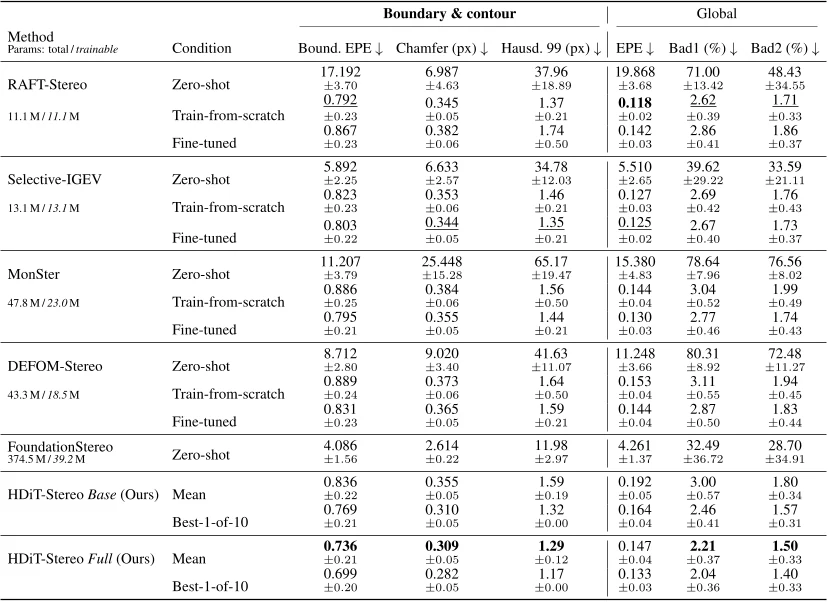 Boundary & contour Global
Method
Params: total / trainable Condition Bound. EPE ↓ Chamfer (px) ↓ Hausd. 99 (px) ↓ EPE ↓ Bad1 (%) ↓ Bad2 (%) ↓
17.192 6.987 37.96 19.868 71.00 48.43
RAFT-Stereo Zero-shot ±3.70 ±4.63 ±18.89 ±3.68 ±13.42 ±34.55
0.792 0.345 1.37 0.118 2.62 1.71
11.1 M / 11.1 M Train-from-scratch ±0.23 ±0.05 ±0.21 ±0.02 ±0.39 ±0.33
0.867 0.382 1.74 0.142 2.86 1.86
Fine-tuned ±0.23 ±0.06 ±0.50 ±0.03 ±0.41 ±0.37
5.892 6.633 34.78 5.510 39.62 33.59
Selective-IGEV Zero-shot ±2.25 ±2.57 ±12.03 ±2.65 ±29.22 ±21.11
0.823 0.353 1.46 0.127 2.69 1.76
13.1 M / 13.1 M Train-from-scratch ±0.23 ±0.06 ±0.21 ±0.03 ±0.42 ±0.43
0.803 0.344 1.35 0.125 2.67 1.73
Fine-tuned ±0.22 ±0.05 ±0.21 ±0.02 ±0.40 ±0.37
11.207 25.448 65.17 15.380 78.64 76.56
MonSter Zero-shot ±3.79 ±15.28 ±19.47 ±4.83 ±7.96 ±8.02
0.886 0.384 1.56 0.144 3.04 1.99
47.8 M / 23.0 M Train-from-scratch ±0.25 ±0.06 ±0.50 ±0.04 ±0.52 ±0.49
0.795 0.355 1.44 0.130 2.77 1.74
Fine-tuned ±0.21 ±0.05 ±0.21 ±0.03 ±0.46 ±0.43
8.712 9.020 41.63 11.248 80.31 72.48
DEFOM-Stereo Zero-shot ±2.80 ±3.40 ±11.07 ±3.66 ±8.92 ±11.27
0.889 0.373 1.64 0.153 3.11 1.94
43.3 M / 18.5 M Train-from-scratch ±0.24 ±0.06 ±0.50 ±0.04 ±0.55 ±0.45
0.831 0.365 1.59 0.144 2.87 1.83
Fine-tuned ±0.23 ±0.05 ±0.21 ±0.04 ±0.50 ±0.44
FoundationStereo 4.086 2.614 11.98 4.261 32.49 28.70
374.5 M / 39.2 M Zero-shot ±1.56 ±0.22 ±2.97 ±1.37 ±36.72 ±34.91
0.836 0.355 1.59 0.192 3.00 1.80
HDiT-Stereo Base (Ours) Mean ±0.22 ±0.05 ±0.19 ±0.05 ±0.57 ±0.34
0.769 0.310 1.32 0.164 2.46 1.57
Best-1-of-10 ±0.21 ±0.05 ±0.00 ±0.04 ±0.41 ±0.31
0.736 0.309 1.29 0.147 2.21 1.50
HDiT-Stereo Full (Ours) Mean ±0.21 ±0.05 ±0.12 ±0.04 ±0.37 ±0.33
0.699 0.282 1.17 0.133 2.04 1.40
Best-1-of-10 ±0.20 ±0.05 ±0.00 ±0.03 ±0.36 ±0.33